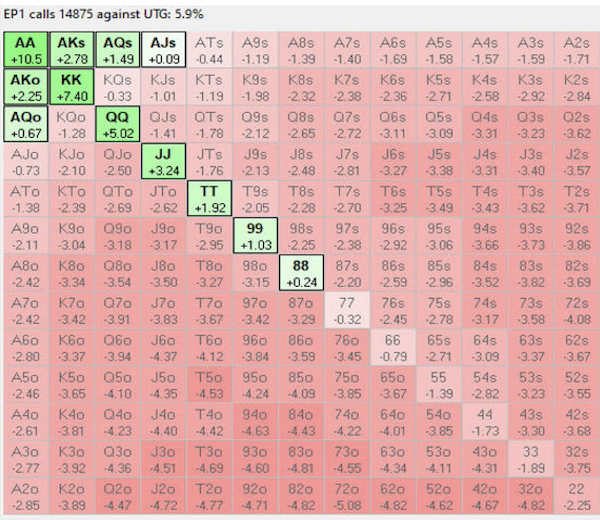 EP1 calls 14875 against UTG: 5.9%
AA AKs AQs AJs ATs A9s A8s A7s A6s A5s A4s A3s A2s
+10.5 +2.78 +1.49 +0.09 -0.44 -1.19 -1.39 -1.40 -1.69 -1.58 -1.57 -1.59 -1.71
AKo KK KQs KJs KTs K9s K8s K7s K6s K5s K4s K3s K2s
+2.25 +7.40 -0.33 -1.01 -1.19 -1.98 -2.32 -2.38 -2.36 -2.71 -2.58 -2.92 -2.84
AQo KQo QQ QJs QTs Q9s Q8s Q7s Q6s Q5s Q4s Q3s Q2s
+0.67 -1.28 +5.02 -1.41 -1.78 -2.12 -2.65 -2.72 -3.11 -3.09 -3.31 -3.23 -3.62
AJo KJo QJo JJ JTs J9s J8s J7s J6s J5s J4s J3s J2s
-0.73 -2.10 -2.50 +3.24 -1.76 -2.13 -2.48 -2.81 -3.27 -3.38 -3.31 -3.40 -3.57
ATo KTo QTo JTo TT T9s T8s T7s T6s T5s T4s T3s T2s
-1.38 -2.39 -2.69 -2.62 +1.92 -2.05 -2.28 -2.70 -3.25 -3.49 -3.43 -3.62 -3.71
A9o K9o Q9o J9o T9o 99 98s 97s 96s 95s 94s 93s 92s
-2.11 -3.04 -3.18 -3.17 -2.95 +1.03 -2.25 -2.38 -2.92 -3.06 -3.66 -3.73 -3.86
A8o K8o Q8o J8o T8o 98o 88 87s 86s 85s 84s 83s 82s
-2.42 -3.34 -3.54 -3.50 -3.27 -3.15 +0.24 -2.20 -2.59 -2.96 -3.52 -3.82 -3.69
A7o K7o Q7o J7o T7o 97o 87o 77 76s 75s 74s 73s 72s
-2.42 -3.42 -3.91 -3.83 -3.67 -3.42 -3.29 -0.32 -2.45 -2.78 -3.17 -3.58 -4.08
A6o K6o Q6o J6o T6o 96o 86o 76o 66 65s 64s 63s 62s
-2.80 -3.37 -3.94 -4.37 -4.12 -3.84 -3.59 -3.45 -0.79 -2.71 -3.09 -3.37 -3.67
A5o K5o Q5o J5o T5o 95o 85o 75o 65o 55 54s 53s 52s
-2.46 -3.65 -4.10 -4.35 -4.53 -4.24 -4.09 -3.85 -3.67 -1.39 -2.82 -3.23 -3.55
A4o K4o Q4o J4o T4o 94o 84o 74o 64o 54o 44 43s 42s
-2.61 -3.81 -4.23 -4.40 -4.42 -4.63 -4.43 -4.22 -4.01 -3.85 -1.73 -3.30 -3.68
A3o K3o Q3o J3o T3o 93o 83o 73o 63o 53o 43o 33 32s
-2.77 -3.92 -4.36 -4.51 -4.69 -4.60 -4.81 -4.55 -4.34 -4.11 -4.31 -1.89 -3.75
A2o K2o Q2o J2o T2o 92o 82o 72o 62o 52o 42o 32o 22
-2.85 -3.89 -4.47 -4.72 -4.77 -4.71 -4.82 -5.08 -4.82 -4.62 -4.67 -4.82 -2.25